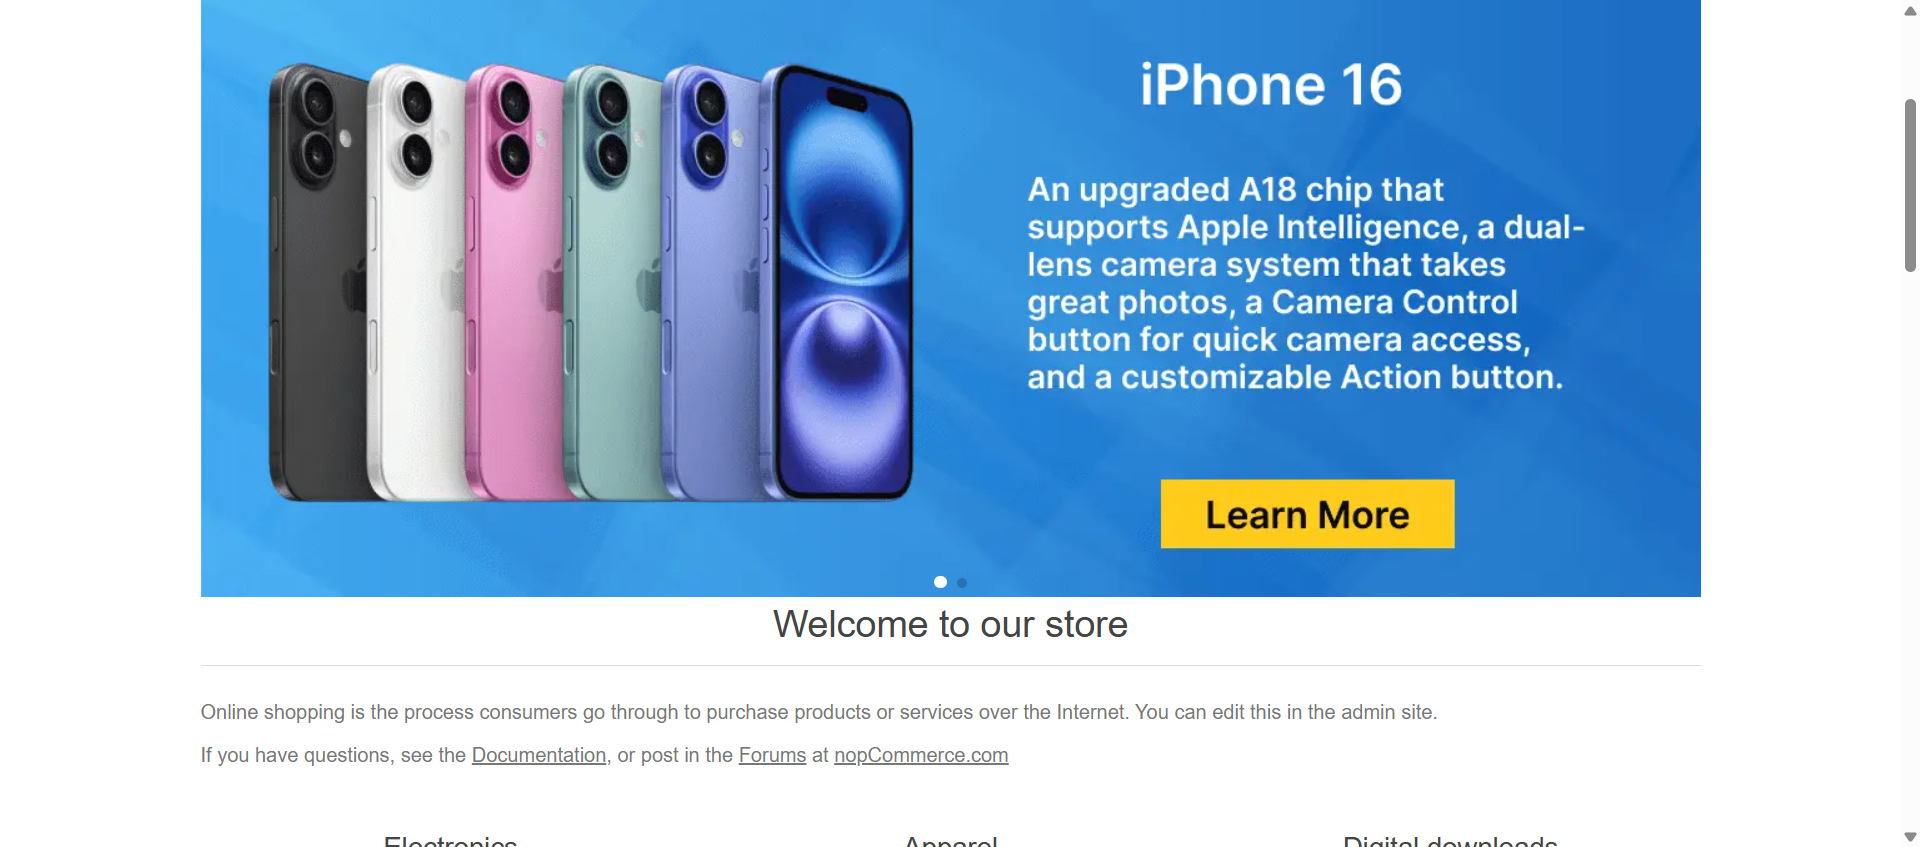 iPhone 16
An upgraded A18 chip that
supports Apple Intelligence, a dual-
lens camera system that takes
great photos, a Camera Control
button for quick camera access,
and a customizable Action button.
Learn More
Welcome to our store
Online shopping is the process consumers go through to purchase products or services over the Internet. You can edit this in the admin site.
If you have questions, see the Documentation, or post in the Forums at nopCommerce.com
Electronics
Apparel
Digital downloads